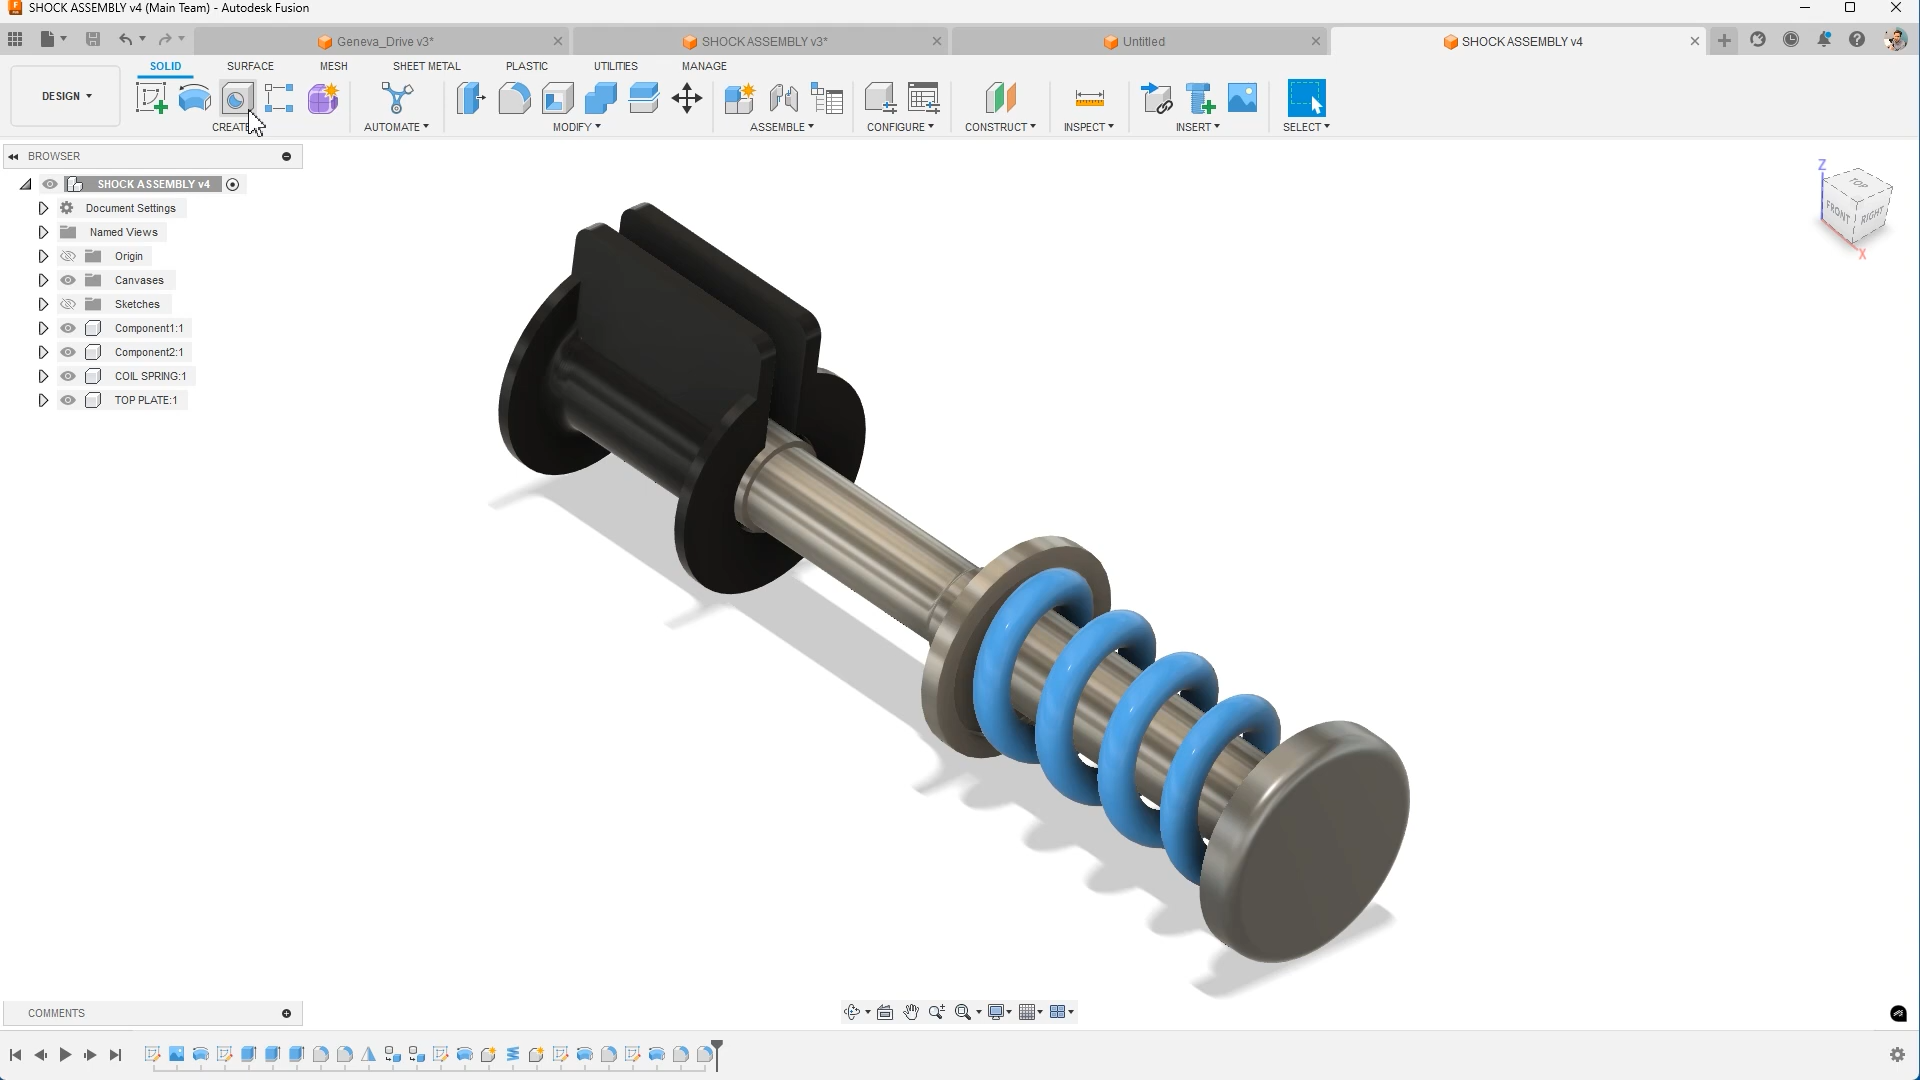 SHOCK ASSEMBLY v4 (Main Team) - Autodesk Fusion
Geneva_Drive v3*
SHOCK ASSEMBLY v3*
Untitled
SHOCK ASSEMBLY v4
SOLID
SURFACE
MESH
SHEET METAL
PLASTIC
UTILITIES
MANAGE
DESIGN
CREATE
AUTOMATE
MODIFY
ASSEMBLE
CONFIGURE
CONSTRUCT
INSPECT
INSERT
SELECT
BROWSER
SHOCK ASSEMBLY v4
Document Settings
Named Views
Origin
Canvases
Sketches
Component1:1
Component2:1
COIL SPRING:1
TOP PLATE:1
Z
TOP
FRONT
RIGHT
X
COMMENTS